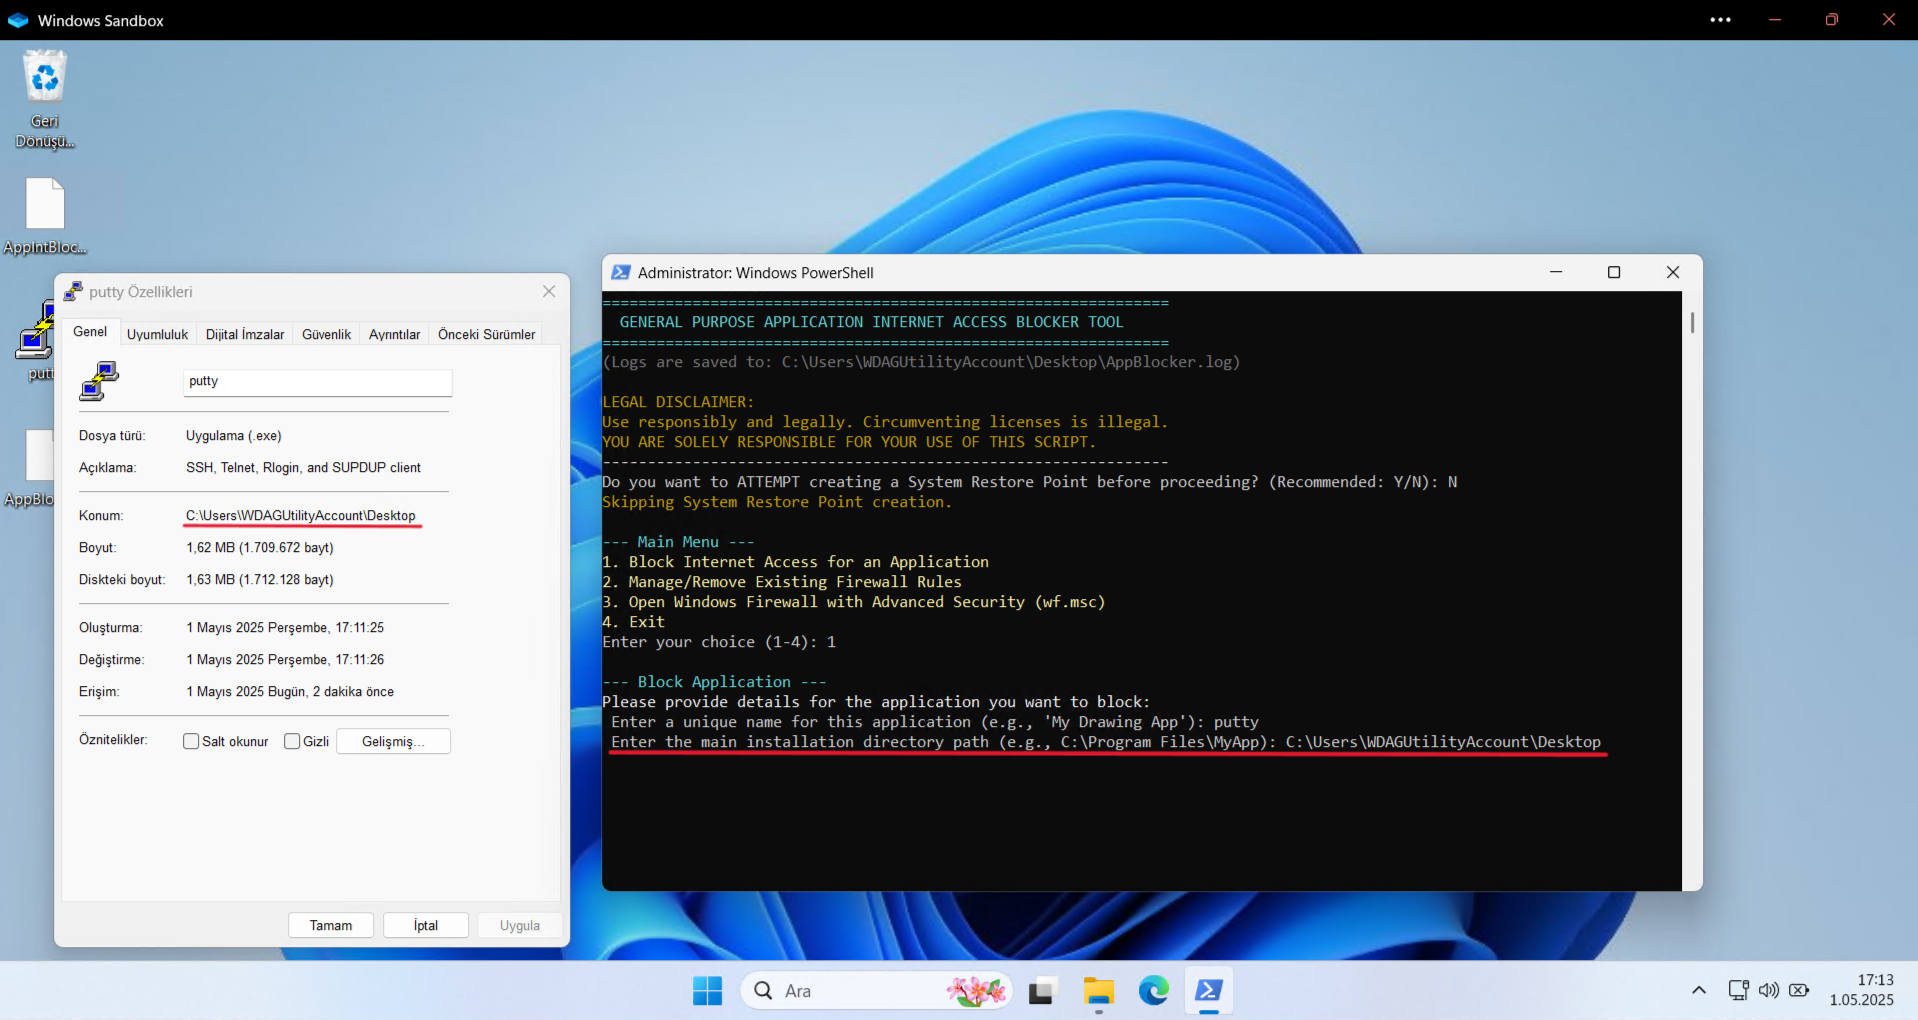 Windows Sandbox
Geri
Dönüşü...
AppIntBloc...
putt
AppBlo
putty Özellikleri
Genel
Uyumluluk
Dijital İmzalar
Güvenlik
Ayrıntılar
Önceki Sürümler
putty
Dosya türü: Uygulama (.exe)
Açıklama: SSH, Telnet, Rlogin, and SUPDUP client
Konum: C:\Users\WDAGUtilityAccount\Desktop
Boyut: 1,62 MB (1.709.672 bayt)
Diskteki boyut: 1,63 MB (1.712.128 bayt)
Oluşturma: 1 Mayıs 2025 Perşembe, 17:11:25
Değiştirme: 1 Mayıs 2025 Perşembe, 17:11:26
Erişim: 1 Mayıs 2025 Bugün, 2 dakika önce
Öznitelikler: Salt okunur Gizli Gelişmiş...
Tamam İptal Uygula
Administrator: Windows PowerShell
===============================================================
GENERAL PURPOSE APPLICATION INTERNET ACCESS BLOCKER TOOL
===============================================================
(Logs are saved to: C:\Users\WDAGUtilityAccount\Desktop\AppBlocker.log)
LEGAL DISCLAIMER:
Use responsibly and legally. Circumventing licenses is illegal.
YOU ARE SOLELY RESPONSIBLE FOR YOUR USE OF THIS SCRIPT.
---------------------------------------------------------------
Do you want to ATTEMPT creating a System Restore Point before proceeding? (Recommended: Y/N): N
Skipping System Restore Point creation.
--- Main Menu ---
1. Block Internet Access for an Application
2. Manage/Remove Existing Firewall Rules
3. Open Windows Firewall with Advanced Security (wf.msc)
4. Exit
Enter your choice (1-4): 1
--- Block Application ---
Please provide details for the application you want to block:
Enter a unique name for this application (e.g., 'My Drawing App'): putty
Enter the main installation directory path (e.g., C:\Program Files\MyApp): C:\Users\WDAGUtilityAccount\Desktop
Ara
17:13
1.05.2025